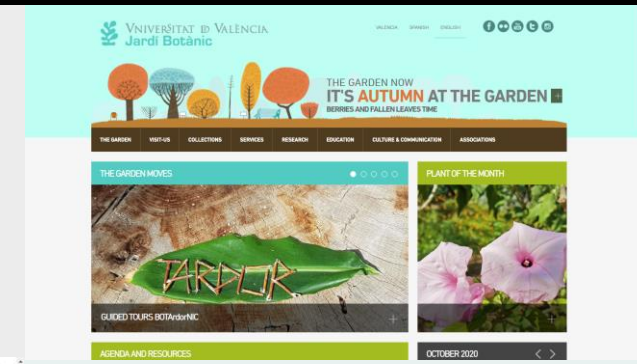 VNIVERSITAT ID VALÈNCIA
Jardí Botànic
VALENCIÀ SPANISH ENGLISH
THE GARDEN NOW
IT'S AUTUMN AT THE GARDEN +
BERRIES AND FALLEN LEAVES TIME
THE GARDEN VISIT-US COLLECTIONS SERVICES RESEARCH EDUCATION CULTURE & COMMUNICATION ASSOCIATIONS
THE GARDEN MOVES
PLANT OF THE MONTH
TARDOR
GUIDED TOURS BOTArdorNIC
AGENDA AND RESOURCES
OCTOBER 2020